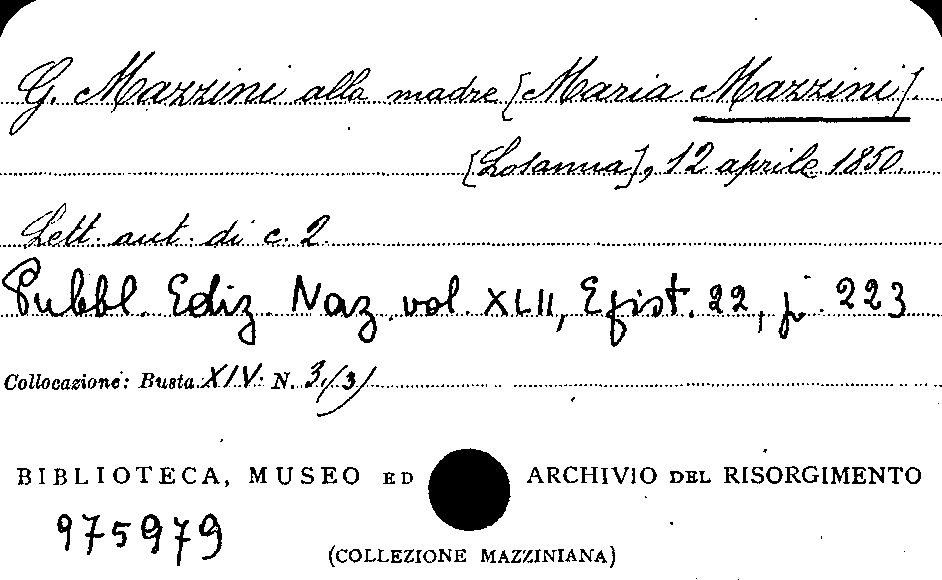 G. Mazzini alla madre [Maria Mazzini].
[Losanna], 12 aprile 1850.
Lett. aut. di c. 2.
Pubbl. Ediz. Naz. vol. XLII, Epist. 22, p. 223
Collocazione: Busta XIV. N. 3/(3)
BIBLIOTECA, MUSEO ED ARCHIVIO DEL RISORGIMENTO
975979
(COLLEZIONE MAZZINIANA)